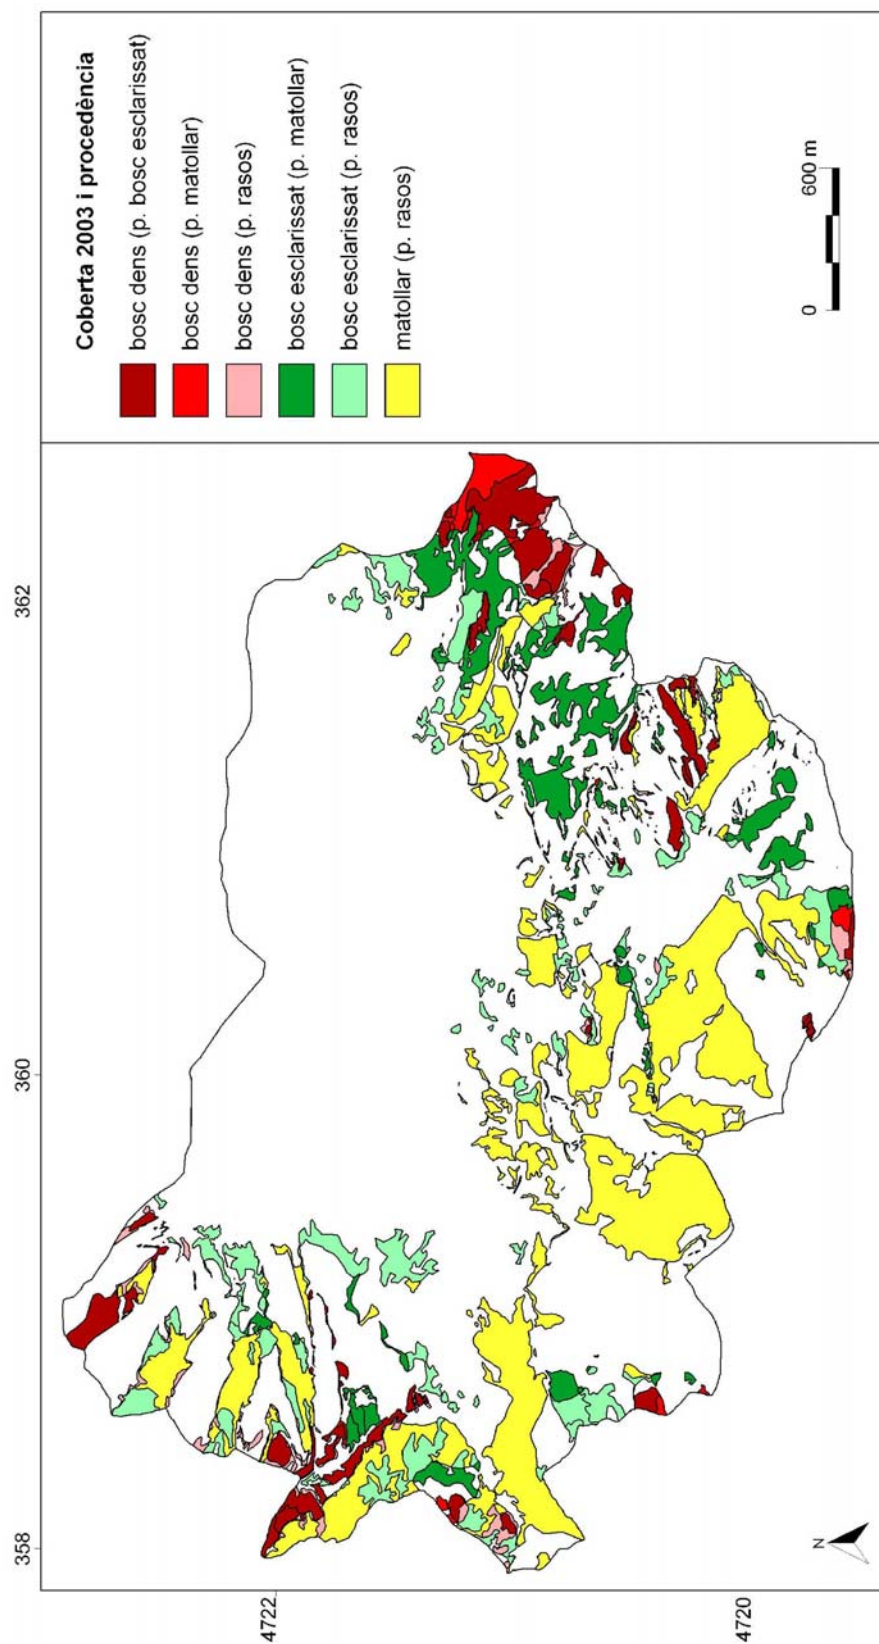 Coberta 2003 i procedència
bosc dens (p. bosc esclarissat)
bosc dens (p. matollar)
bosc dens (p. rasos)
bosc esclarissat (p. matollar)
bosc esclarissat (p. rasos)
matollar (p. rasos)
0 600 m
358 360 362
4722
4720
N